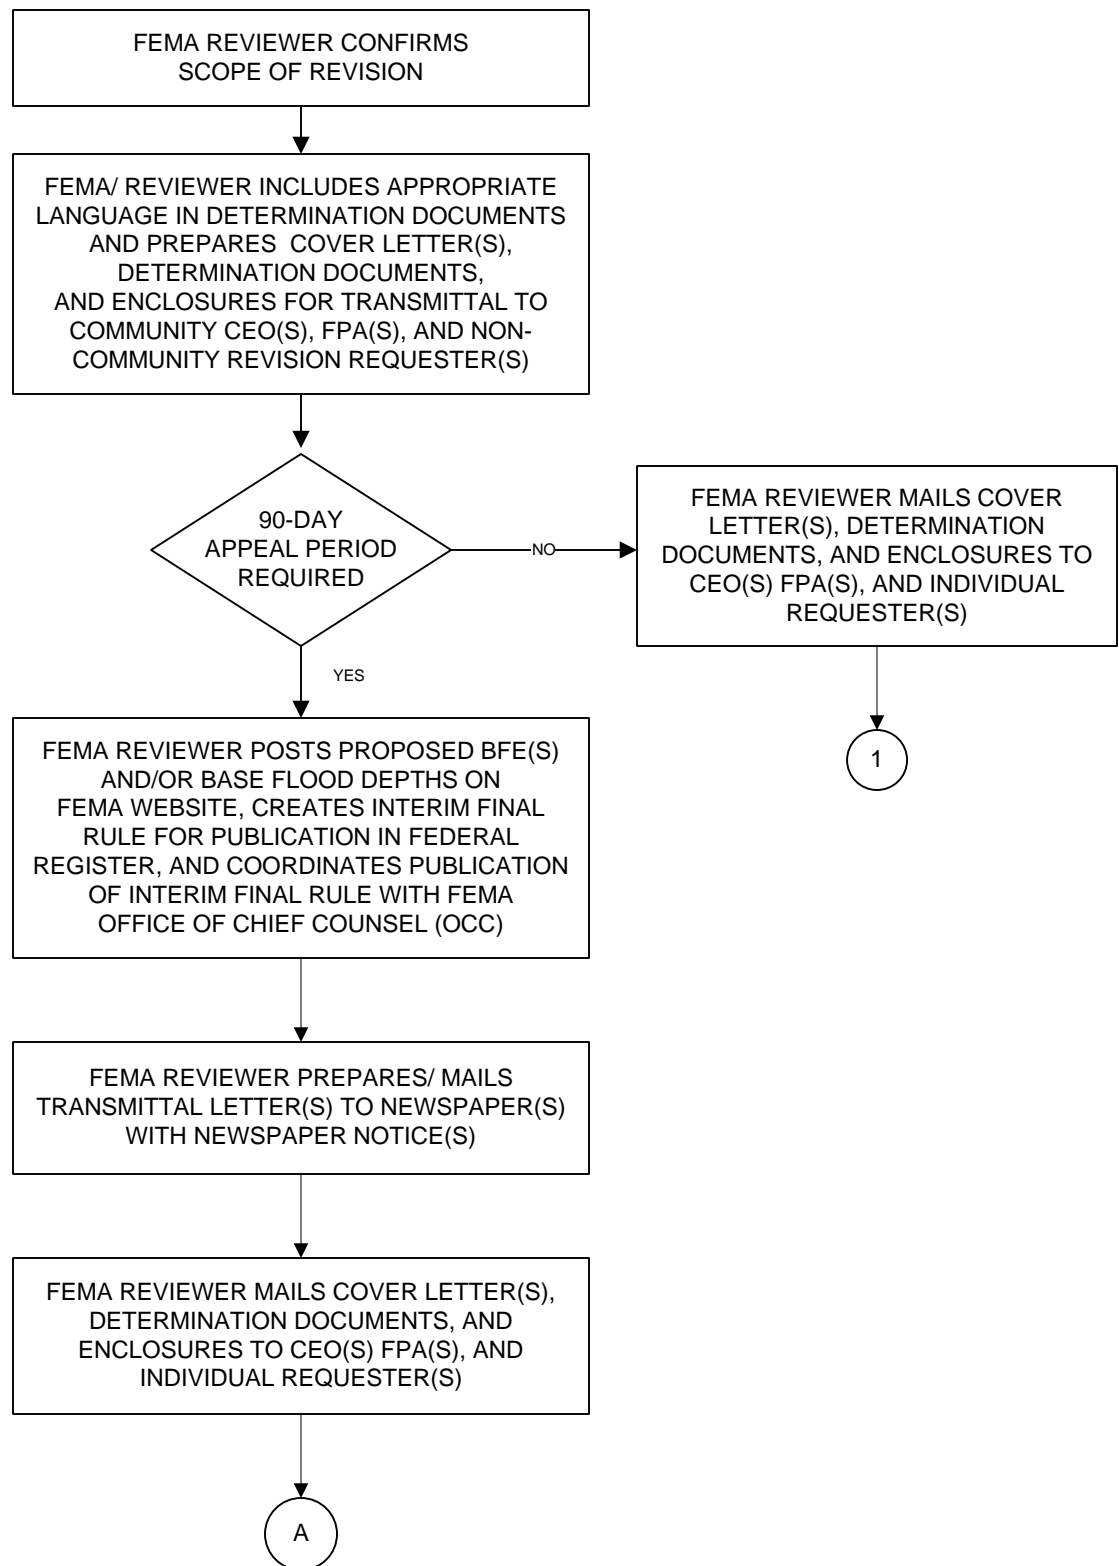 FEMA REVIEWER CONFIRMS
SCOPE OF REVISION
FEMA/ REVIEWER INCLUDES APPROPRIATE
LANGUAGE IN DETERMINATION DOCUMENTS
AND PREPARES  COVER LETTER(S),
DETERMINATION DOCUMENTS,
AND ENCLOSURES FOR TRANSMITTAL TO
COMMUNITY CEO(S), FPA(S), AND NON-
COMMUNITY REVISION REQUESTER(S)
90-DAY
APPEAL PERIOD
REQUIRED
NO
FEMA REVIEWER MAILS COVER
LETTER(S), DETERMINATION
DOCUMENTS, AND ENCLOSURES TO
CEO(S) FPA(S), AND INDIVIDUAL
REQUESTER(S)
1
YES
FEMA REVIEWER POSTS PROPOSED BFE(S)
AND/OR BASE FLOOD DEPTHS ON
FEMA WEBSITE, CREATES INTERIM FINAL
RULE FOR PUBLICATION IN FEDERAL
REGISTER, AND COORDINATES PUBLICATION
OF INTERIM FINAL RULE WITH FEMA
OFFICE OF CHIEF COUNSEL (OCC)
FEMA REVIEWER PREPARES/ MAILS
TRANSMITTAL LETTER(S) TO NEWSPAPER(S)
WITH NEWSPAPER NOTICE(S)
FEMA REVIEWER MAILS COVER LETTER(S),
DETERMINATION DOCUMENTS, AND
ENCLOSURES TO CEO(S) FPA(S), AND
INDIVIDUAL REQUESTER(S)
A